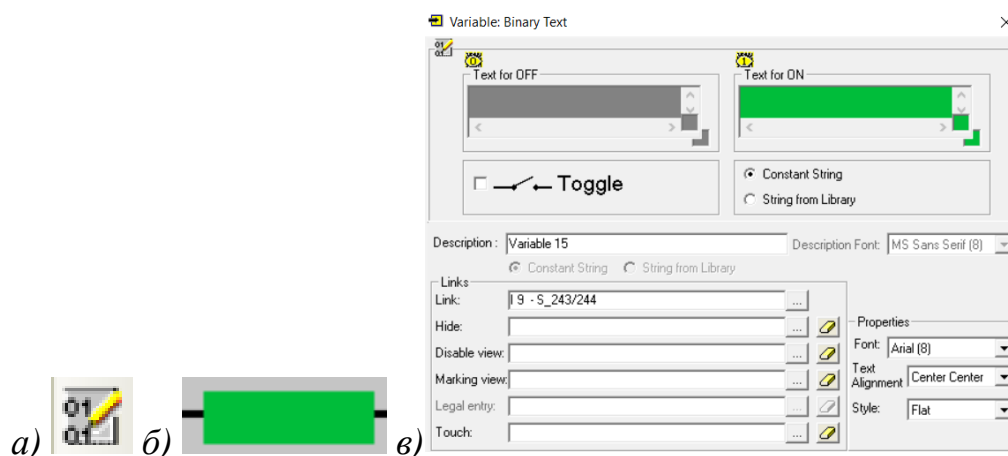 Variable: Binary Text
Text for OFF
Text for ON
Toggle
Constant String
String from Library
Description : Variable 15 Description Font: MS Sans Serif (8)
Constant String String from Library
Links
Link: I 9 - S_243/244
Hide:
Disable view:
Marking view:
Legal entry:
Touch:
Properties
Font: Arial (8)
Text Alignment Center Center
Style: Flat
а) 01 01 б) в)